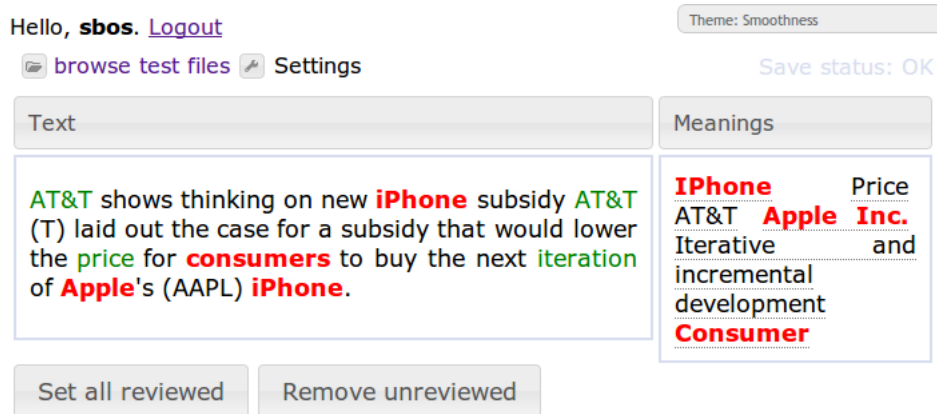 Hello, sbos. Logout
Theme: Smoothness
browse test files Settings
Save status: OK
Text
Meanings
AT&T shows thinking on new iPhone subsidy AT&T
(T) laid out the case for a subsidy that would lower
the price for consumers to buy the next iteration
of Apple's (AAPL) iPhone.
IPhone Price
AT&T Apple Inc.
Iterative and
incremental
development
Consumer
Set all reviewed
Remove unreviewed